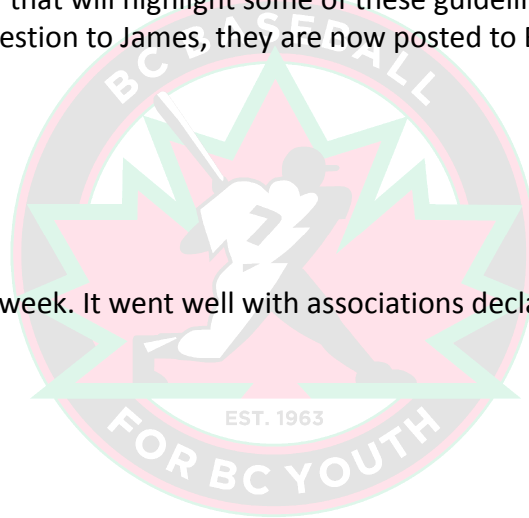 that will highlight some of these guidelin
estion to James, they are now posted to
BC BASEBALL
week. It went well with associations decla
EST. 1963
FOR BC YOUTH